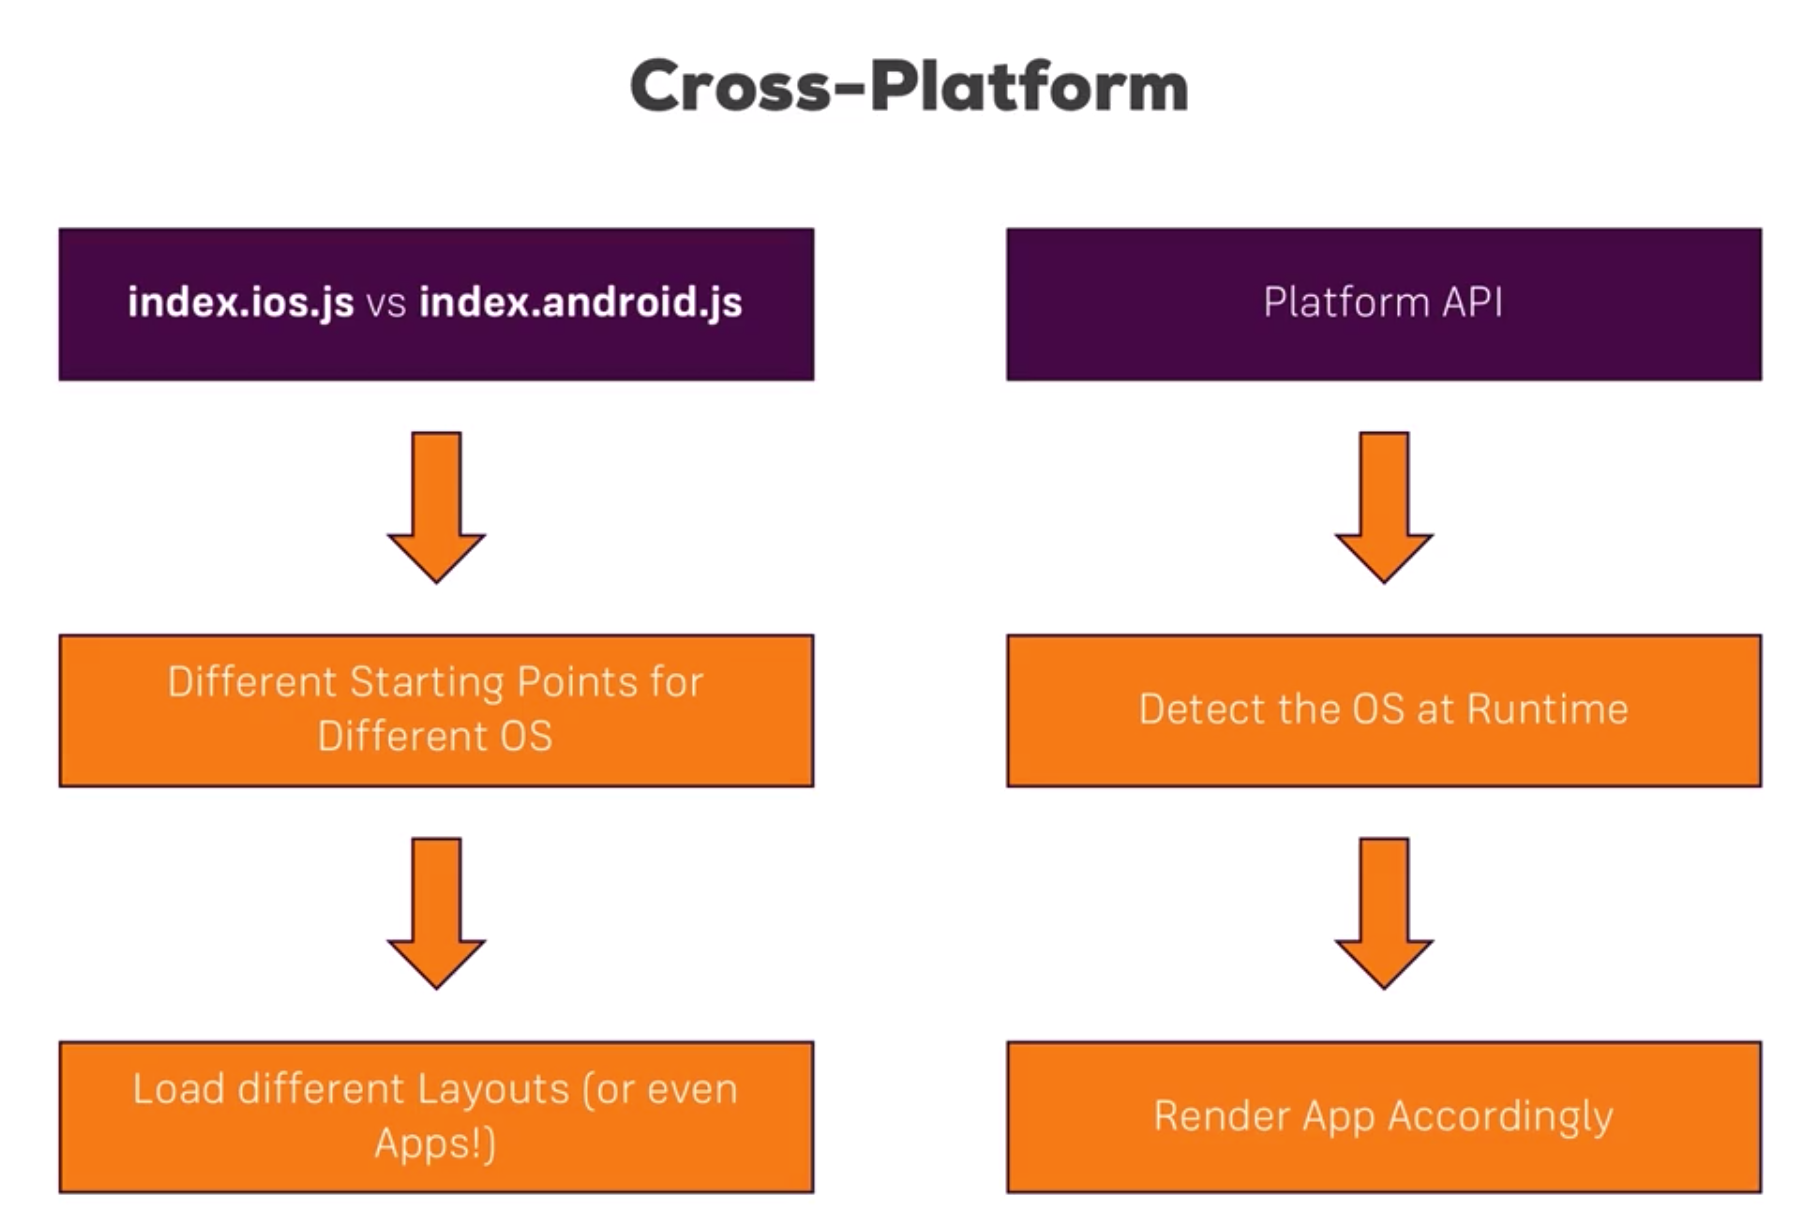 Cross-Platform
index.ios.js vs index.android.js
Platform API
Different Starting Points for
Different OS
Detect the OS at Runtime
Load different Layouts (or even
Apps!)
Render App Accordingly